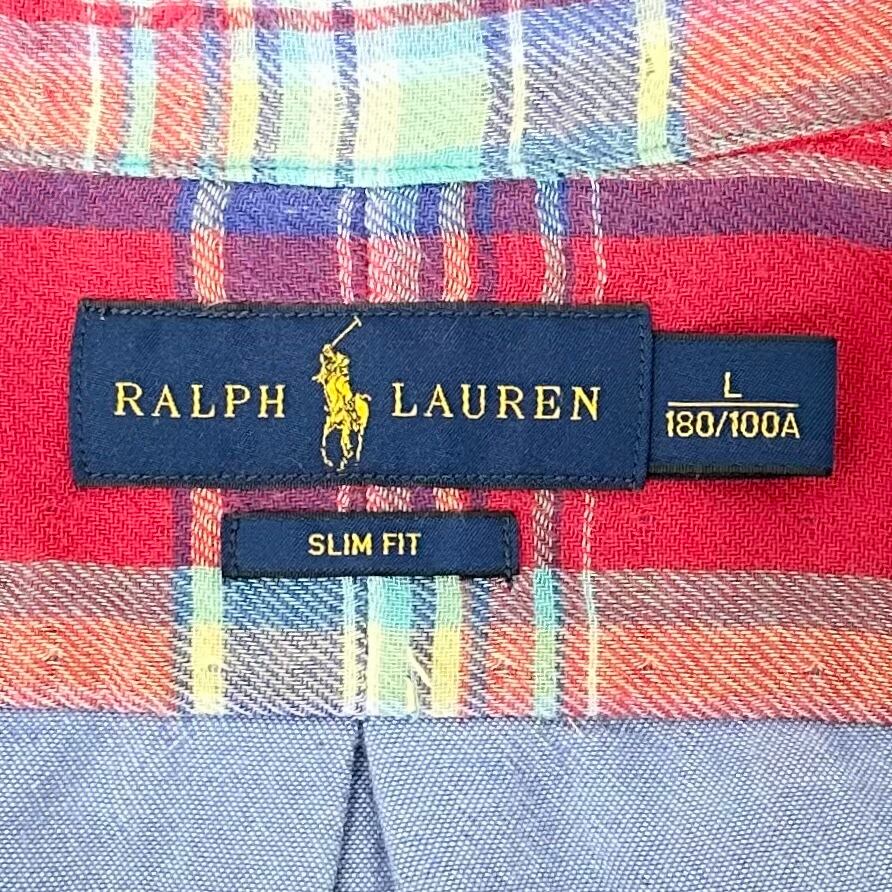 RALPH LAUREN
L
180/100A
SLIM FIT